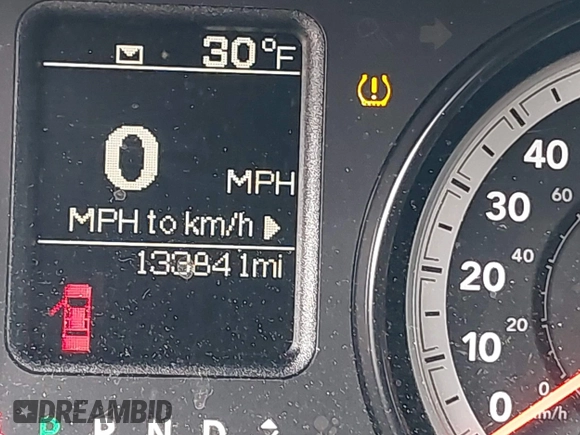 30°F
0
MPH
MPH to km/h
133841mi
40
30
20
10
0
60
40
20
0
km/h
P R N D
DREAMBID